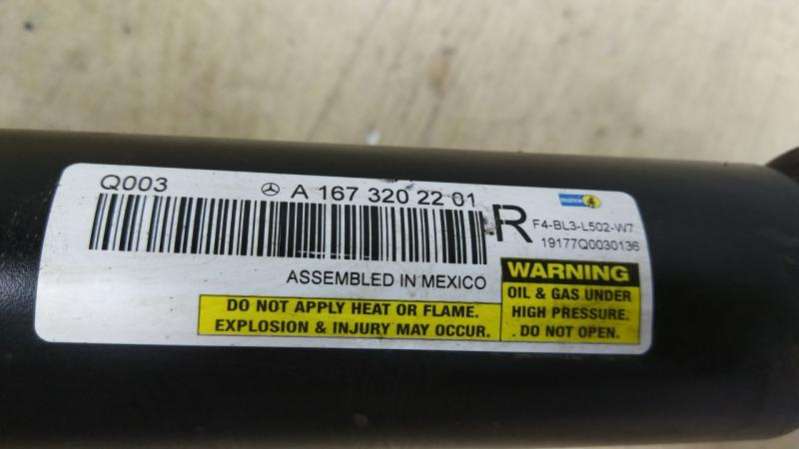 Q003
A 167 320 22 01
R
F4-BL3-L502-W7
19177Q0030136
ASSEMBLED IN MEXICO
DO NOT APPLY HEAT OR FLAME.
EXPLOSION & INJURY MAY OCCUR.
WARNING
OIL & GAS UNDER
HIGH PRESSURE.
DO NOT OPEN.